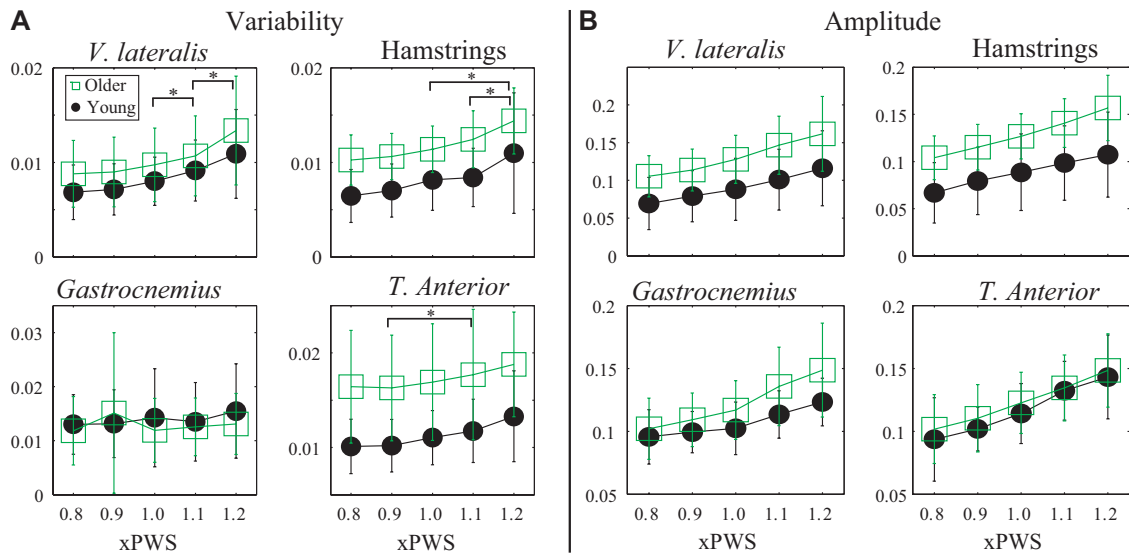 A Variability
V. lateralis
Hamstrings
0.02
0.01
0
Older
Young
* *
*
*
0.02
0.01
0
Gastrocnemius
T. Anterior
0.03
0.02
0.01
0
*
0.02
0.01
0.8 0.9 1.0 1.1 1.2
xPWS
0.8 0.9 1.0 1.1 1.2
xPWS
B Amplitude
V. lateralis
Hamstrings
0.2
0.15
0.1
0.05
0
0.2
0.15
0.1
0.05
0
Gastrocnemius
T. Anterior
0.2
0.15
0.1
0.05
0.2
0.15
0.1
0.05
0.8 0.9 1.0 1.1 1.2
xPWS
0.8 0.9 1.0 1.1 1.2
xPWS